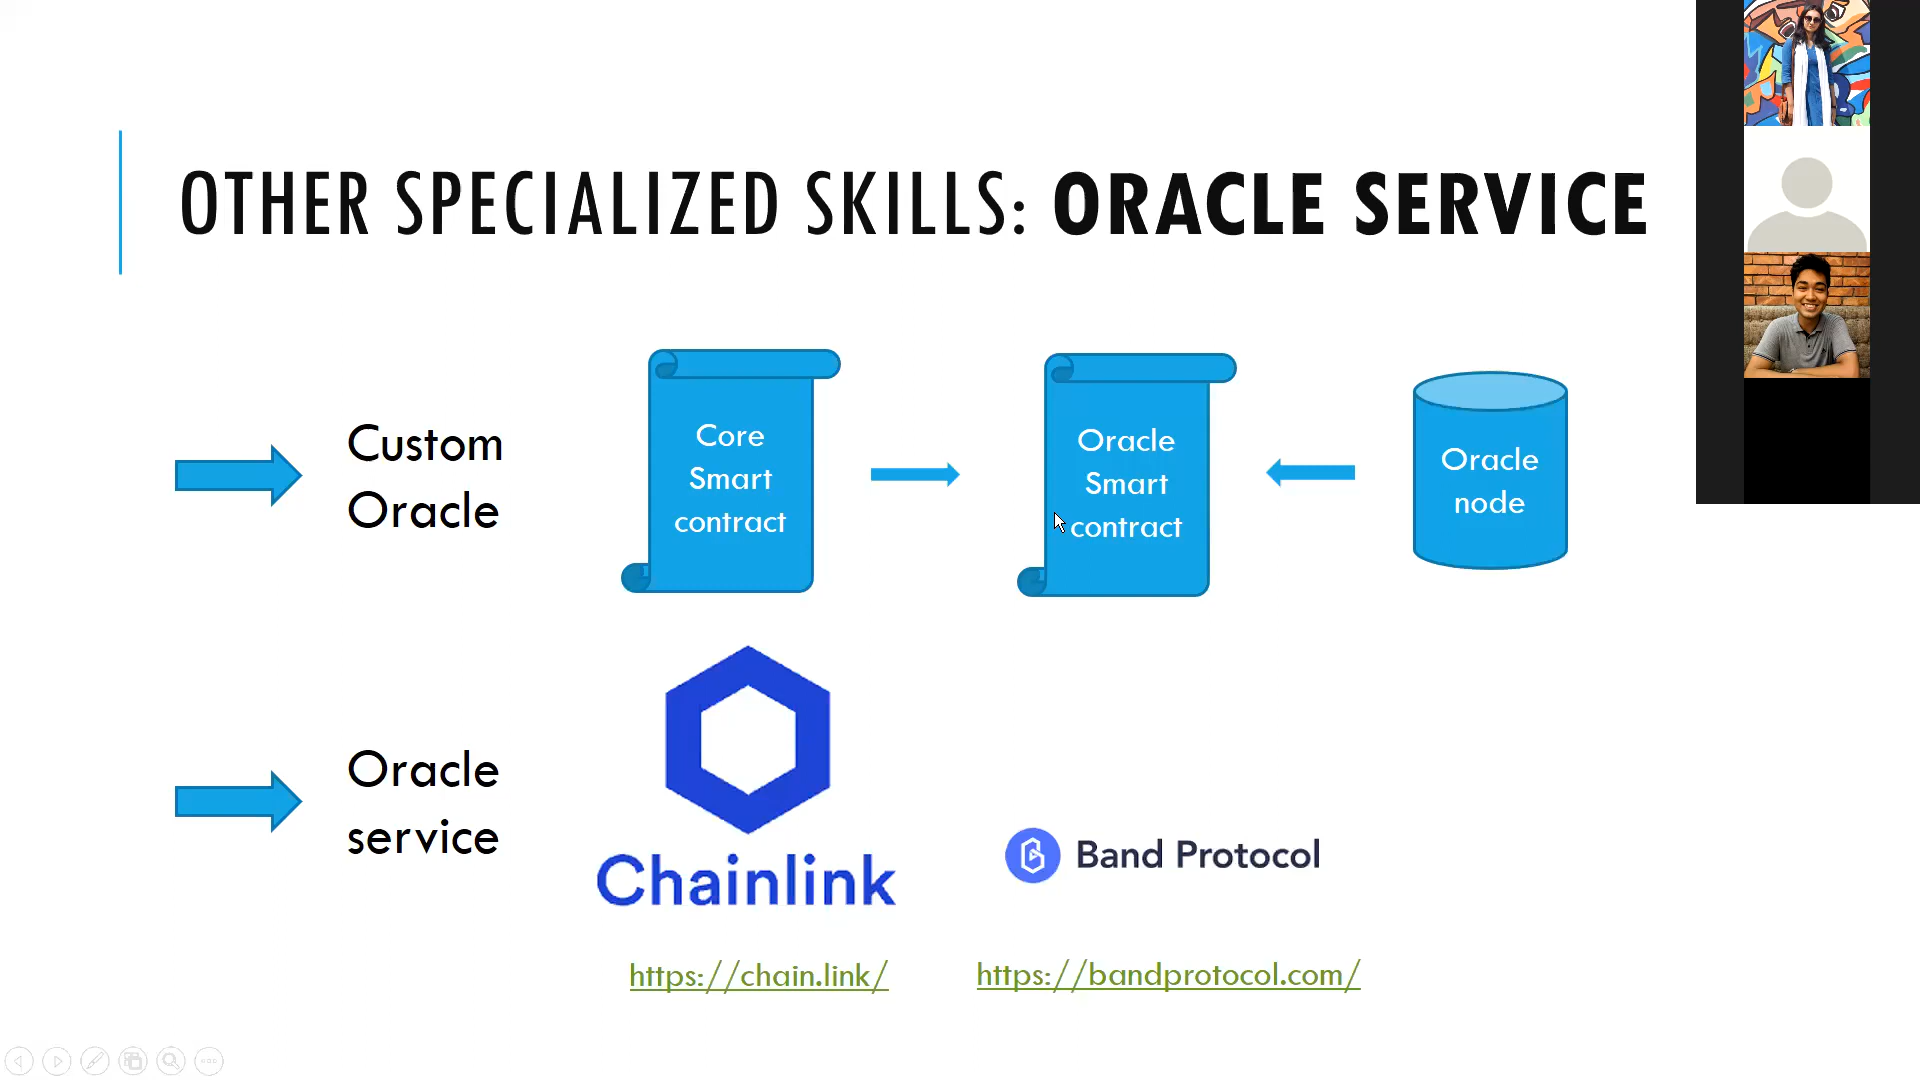 OTHER SPECIALIZED SKILLS: ORACLE SERVICE
Custom
Oracle
Core
Smart
contract
Oracle
Smart
contract
Oracle
node
Oracle
service
Chainlink
Band Protocol
https://chain.link/
https://bandprotocol.com/